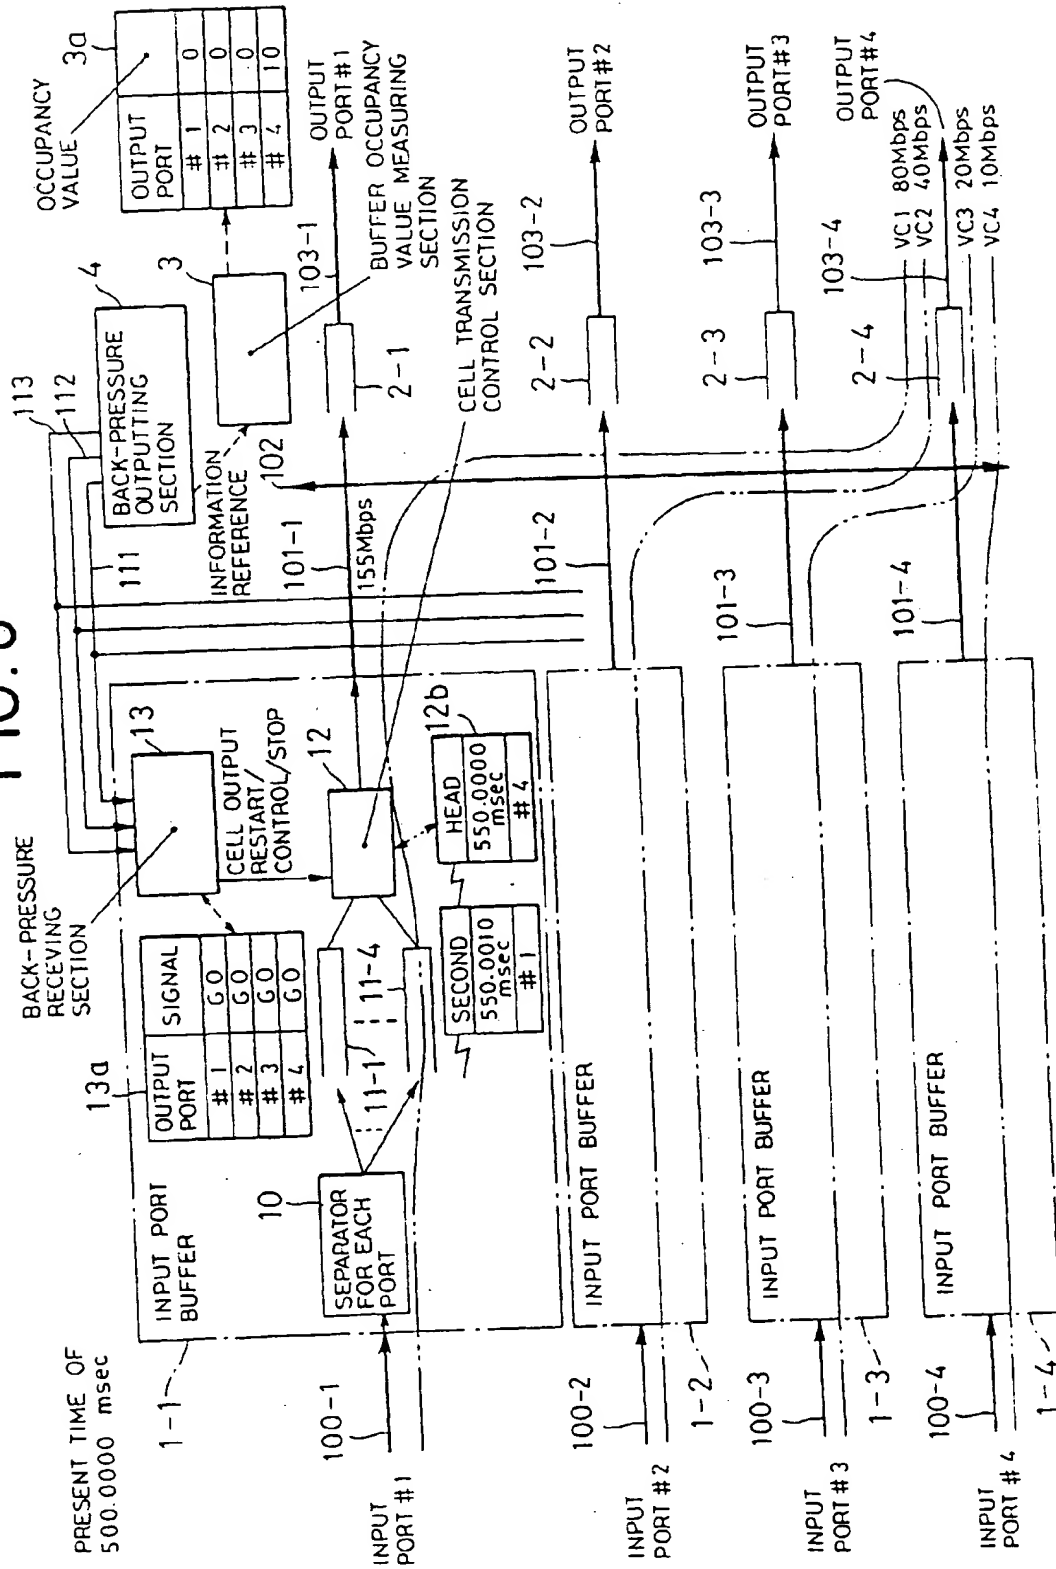 PRESENT TIME OF
500.0000 msec
BACK-PRESSURE
RECEVING
SECTION
13a
OUTPUT
PORT
SIGNAL
# 1 GO
# 2 GO
# 3 GO
# 4 GO
13
CELL OUTPUT
RESTART/
CONTROL/STOP
111
113
112
4
BACK-PRESSURE
OUTPUTTING
SECTION
INFORMATION
REFERENCE
102
3
OCCUPANCY
VALUE
3a
OUTPUT
PORT
# 1 0
# 2 0
# 3 0
# 4 10
BUFFER OCCUPANCY
VALUE MEASURING
SECTION
CELL TRANSMISSION
CONTROL SECTION
1-1
INPUT PORT
BUFFER
10
SEPARATOR
FOR EACH
PORT
11-1
11-4
12
12b
SECOND
550.0010
msec
# 1
HEAD
550.0000
msec
# 4
100-1
INPUT
PORT #1
101-1
155Mbps
2-1
103-1
OUTPUT
PORT#1
INPUT PORT BUFFER
100-2
INPUT
PORT #2
1-2
101-2
2-2
103-2
OUTPUT
PORT#2
INPUT PORT BUFFER
100-3
INPUT
PORT #3
1-3
101-3
2-3
103-3
OUTPUT
PORT#3
INPUT PORT BUFFER
100-4
INPUT
PORT #4
1-4
101-4
2-4
103-4
OUTPUT
PORT#4
VC1 80Mbps
VC2 40Mbps
VC3 20Mbps
VC4 10Mbps